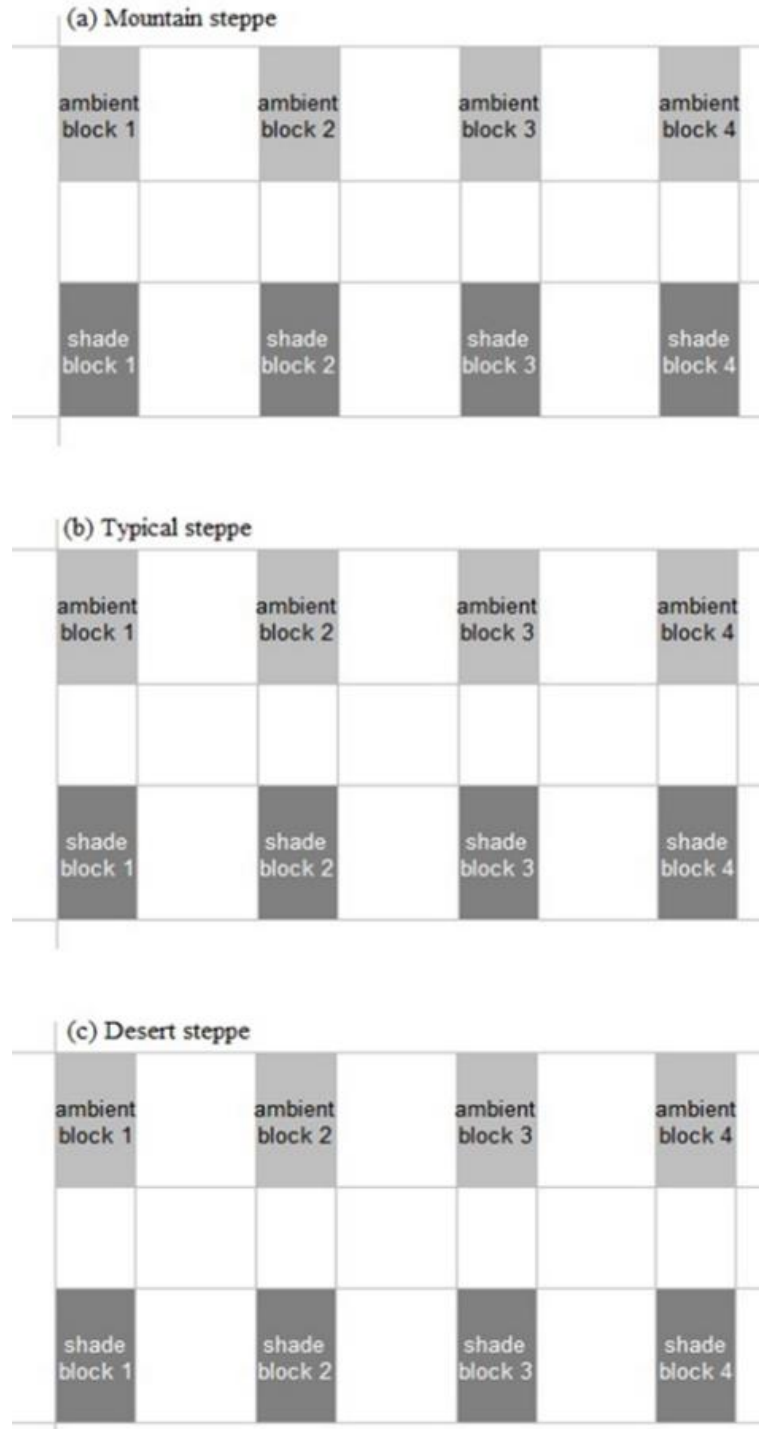 (a) Mountain steppe
ambient ambient ambient ambient
block 1 block 2 block 3 block 4
shade shade shade shade
block 1 block 2 block 3 block 4
(b) Typical steppe
ambient ambient ambient ambient
block 1 block 2 block 3 block 4
shade shade shade shade
block 1 block 2 block 3 block 4
(c) Desert steppe
ambient ambient ambient ambient
block 1 block 2 block 3 block 4
shade shade shade shade
block 1 block 2 block 3 block 4